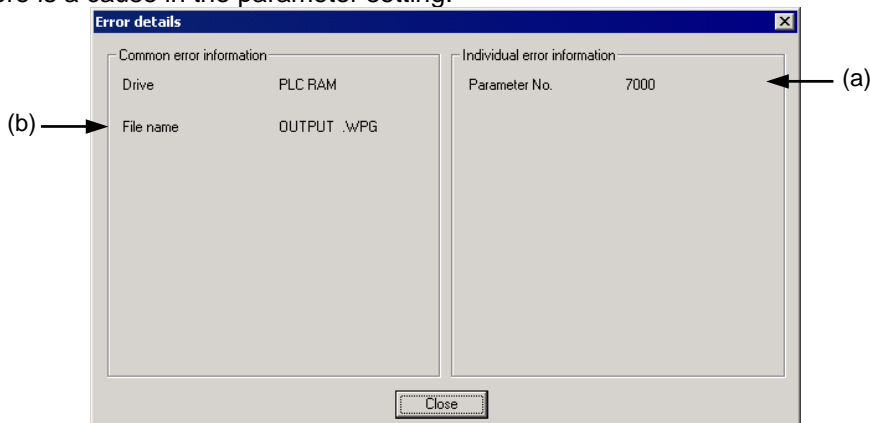 ere is a cause in the parameter setting.
Error details
Common error information
Individual error information
Drive PLC RAM
Parameter No. 7000
(a)
(b)
File name OUTPUT .WPG
Close